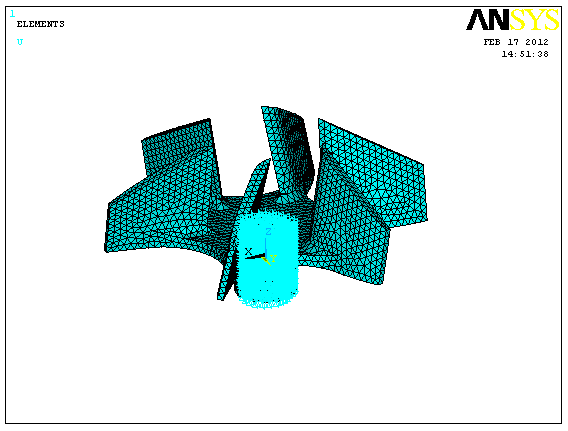 1
ELEMENTS
U
ANSYS
FEB 17 2012
14:51:38
Z
X